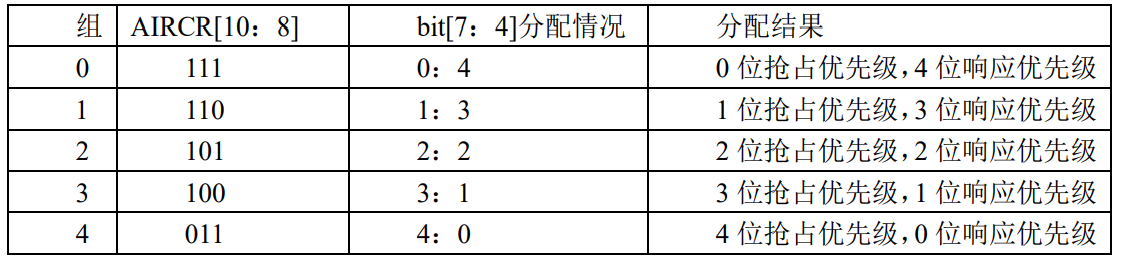 组 AIRCR[10：8] bit[7：4]分配情况 分配结果
0 111 0：4 0 位抢占优先级，4 位响应优先级
1 110 1：3 1 位抢占优先级，3 位响应优先级
2 101 2：2 2 位抢占优先级，2 位响应优先级
3 100 3：1 3 位抢占优先级，1 位响应优先级
4 011 4：0 4 位抢占优先级，0 位响应优先级